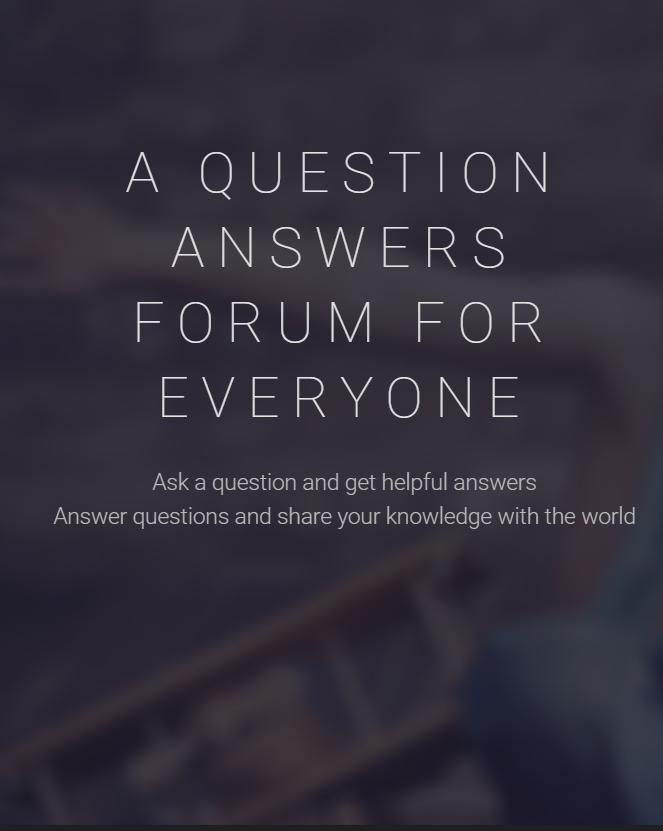 A QUESTION
ANSWERS
FORUM FOR
EVERYONE
Ask a question and get helpful answers
Answer questions and share your knowledge with the world